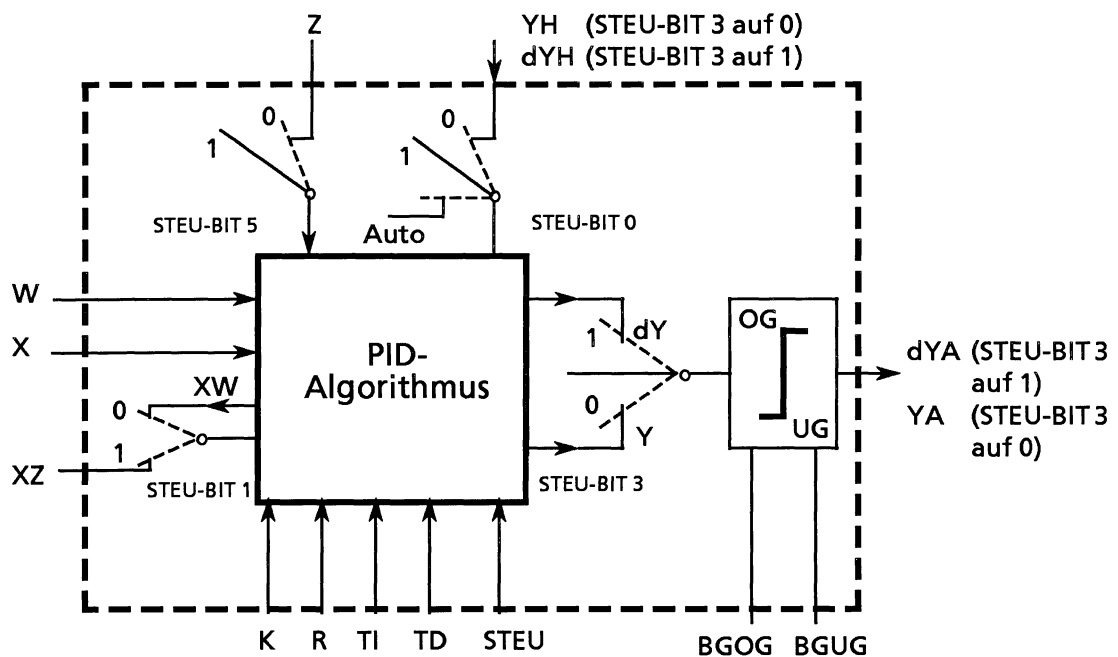 Z
YH (STEU-BIT 3 auf 0)
dYH (STEU-BIT 3 auf 1)
0
1
0
1
STEU-BIT 5
Auto
STEU-BIT 0
W
X
XW
0
1
XZ
STEU-BIT 1
PID-
Algorithmus
1
dY
0
Y
STEU-BIT 3
OG
UG
dYA (STEU-BIT 3
auf 1)
YA (STEU-BIT 3
auf 0)
K R TI TD STEU
BGOG BGUG